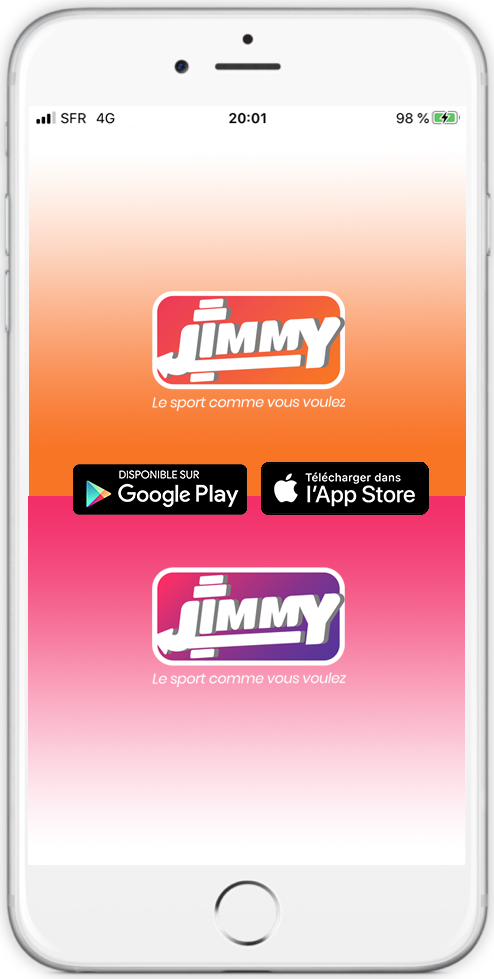 SFR 4G 20:01 98 %
JIMMY
Le sport comme vous voulez
DISPONIBLE SUR
Google Play
Télécharger dans
l'App Store
JIMMY
Le sport comme vous voulez